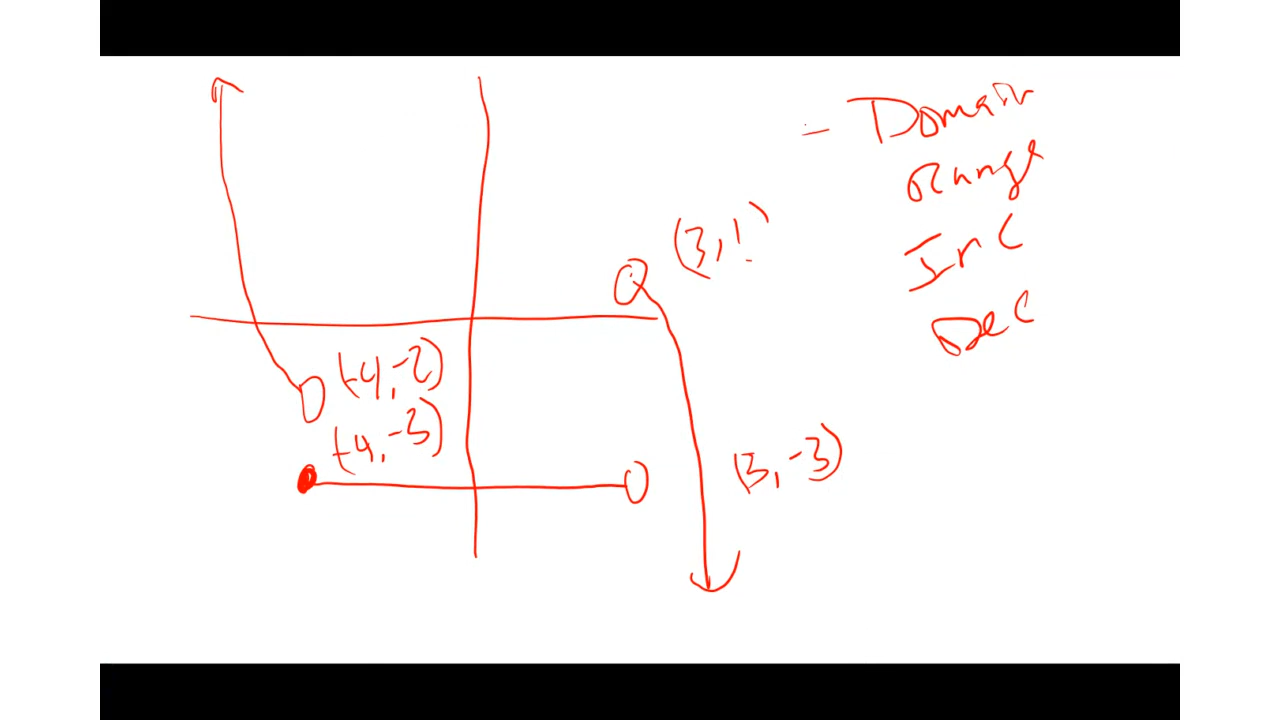 - Domain
Range
(3,1)
Inc
Dec
(-4,-2)
(-4,-3)
(3,-3)